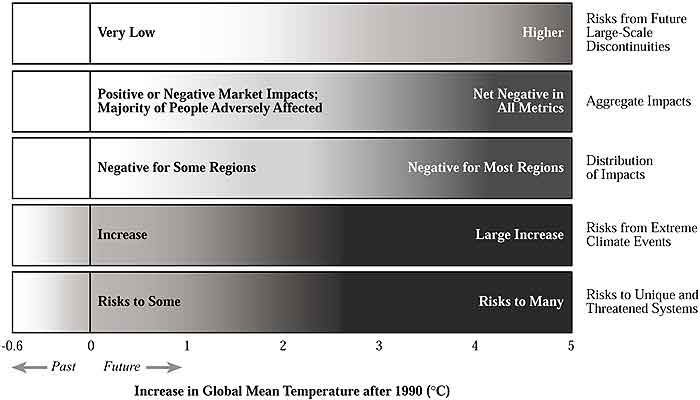 Very Low
Higher
Risks from Future
Large-Scale
Discontinuities
Positive or Negative Market Impacts;
Majority of People Adversely Affected
Net Negative in
All Metrics
Aggregate Impacts
Negative for Some Regions
Negative for Most Regions
Distribution
of Impacts
Increase
Large Increase
Risks from Extreme
Climate Events
Risks to Some
Risks to Many
Risks to Unique and
Threatened Systems
-0.6 0 1 2 3 4 5
Past Future
Increase in Global Mean Temperature after 1990 (°C)